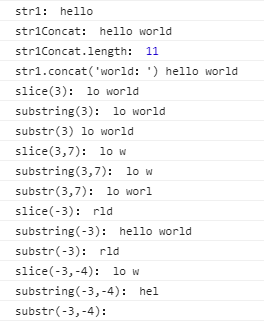 str1: hello
str1Concat: hello world
str1Concat.length: 11
str1.concat('world: ') hello world
slice(3): lo world
substring(3): lo world
substr(3) lo world
slice(3,7): lo w
substring(3,7): lo w
substr(3,7): lo worl
slice(-3): rld
substring(-3): hello world
substr(-3): rld
slice(-3,-4): lo w
substring(-3,-4): hel
substr(-3,-4):